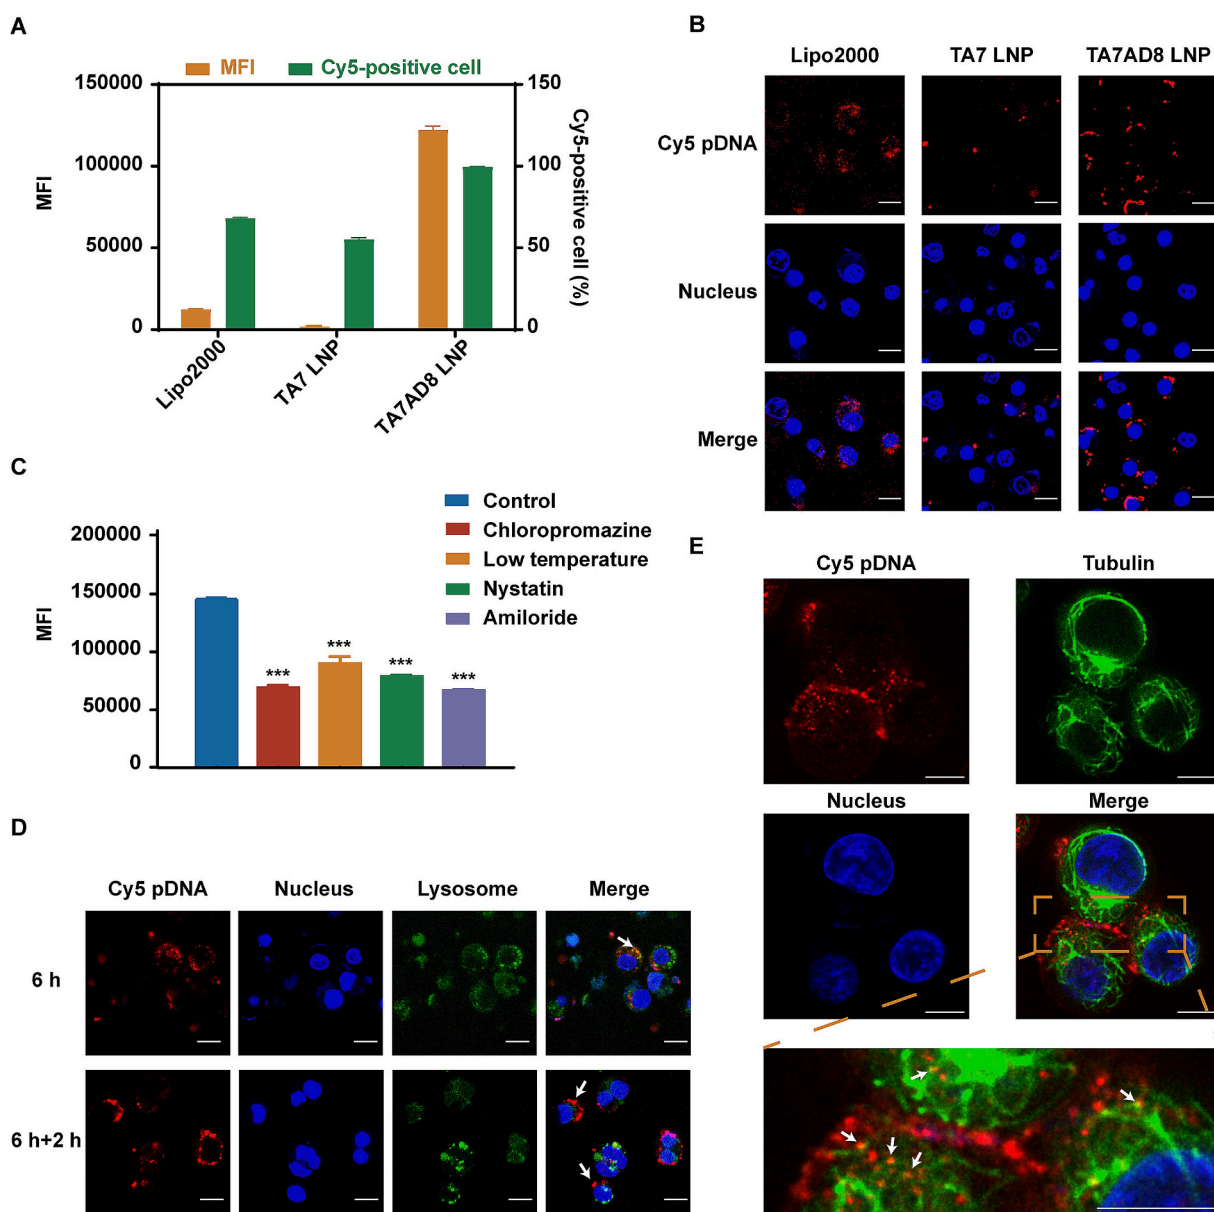 A
MFI Cy5-positive cell
150000
100000
50000
0
MFI
150
100
50
0
Cy5-positive cell (%)
Lipo2000
TA7 LNP
TA7AD8 LNP
B
Lipo2000 TA7 LNP TA7AD8 LNP
Cy5 pDNA
Nucleus
Merge
C
Control
Chloropromazine
Low temperature
Nystatin
Amiloride
200000
150000
100000
50000
0
MFI
***
***
***
***
D
Cy5 pDNA Nucleus Lysosome Merge
6 h
6 h+2 h
E
Cy5 pDNA Tubulin
Nucleus Merge